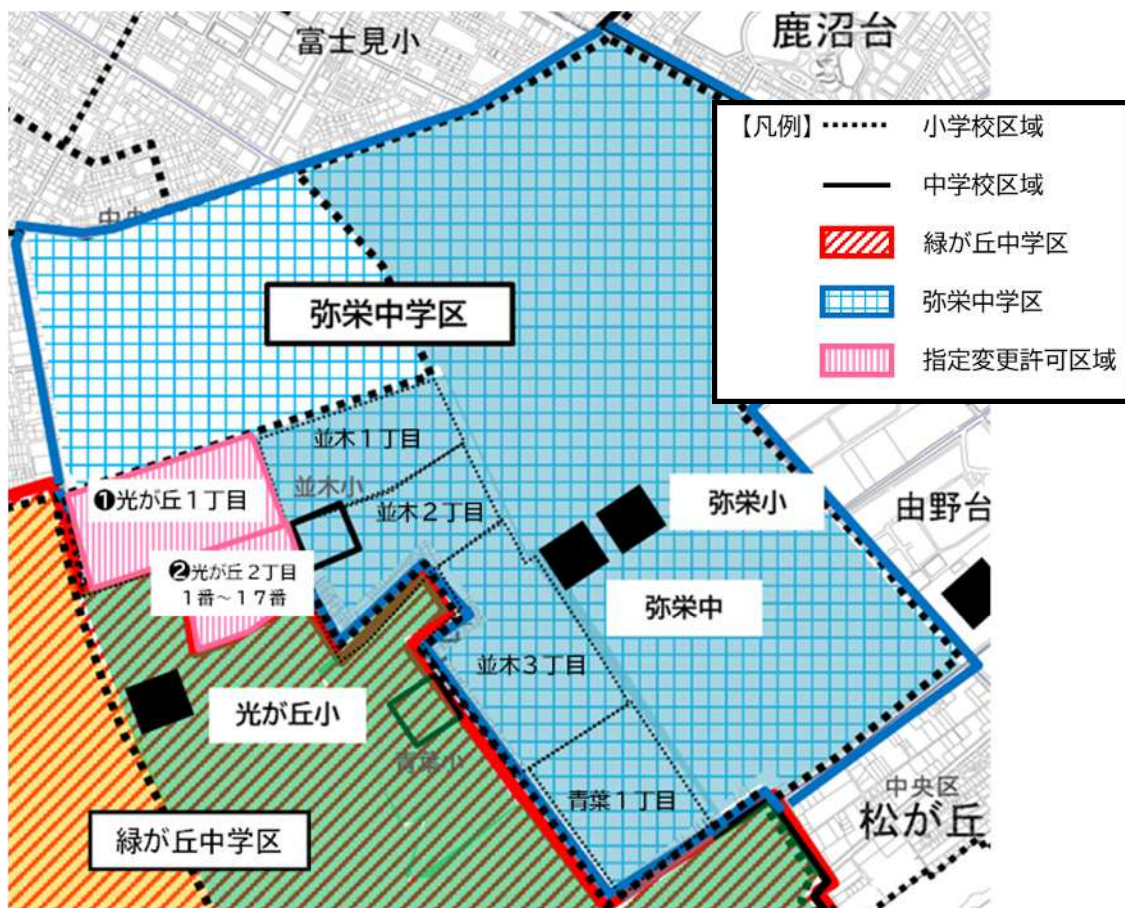 富士見小
鹿沼台
【凡例】
小学校区域
中学校区域
緑が丘中学区
弥栄中学区
指定変更許可区域
中央
弥栄中学区
並木1丁目
❶光が丘1丁目
並木小
並木2丁目
弥栄小
由野台
❷光が丘2丁目
1番～17番
弥栄中
並木3丁目
光が丘小
青葉小
青葉1丁目
中央区
松が丘
緑が丘中学区